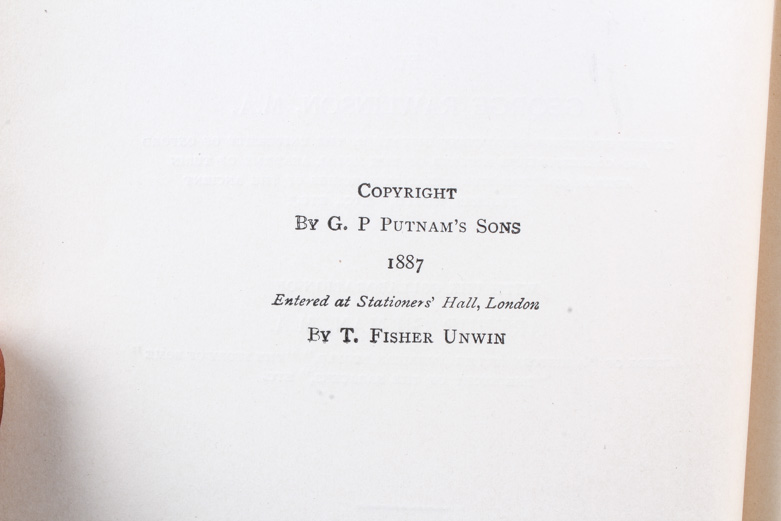 Copyright
By G. P Putnam's Sons
1887
Entered at Stationers' Hall, London
By T. Fisher Unwin